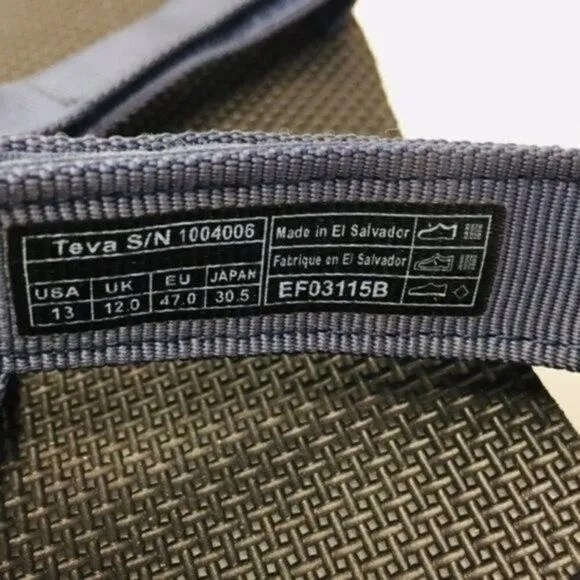 Teva S/N 1004006
USA UK EU JAPAN
13 12.0 47.0 30.5
Made in El Salvador
Fabrique en El Salvador
EF03115B